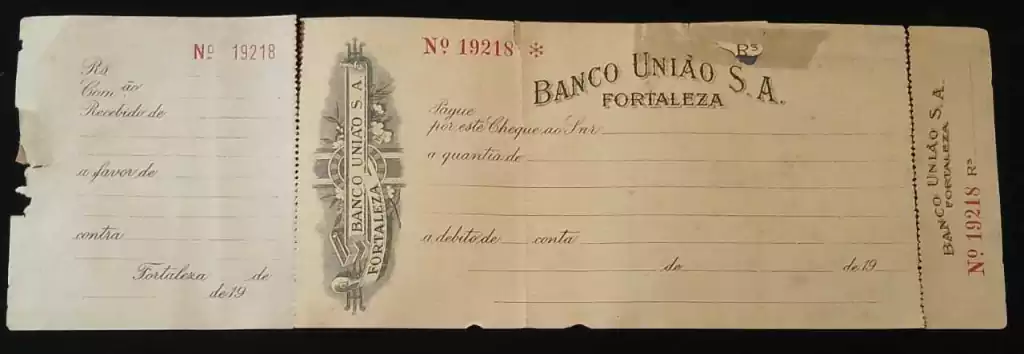 Nº 19218
Rs
Com ão
Recebido de
a favor de
contra
Fortaleza de
de 19
BANCO UNIÃO S. A.
FORTALEZA
Nº 19218 *
Rs
BANCO UNIÃO S. A.
FORTALEZA
Pague
por este Cheque ao Snr.
a quantia de
a debito de conta
de de 19
BANCO UNIÃO S. A.
FORTALEZA
Nº 19218 Rs